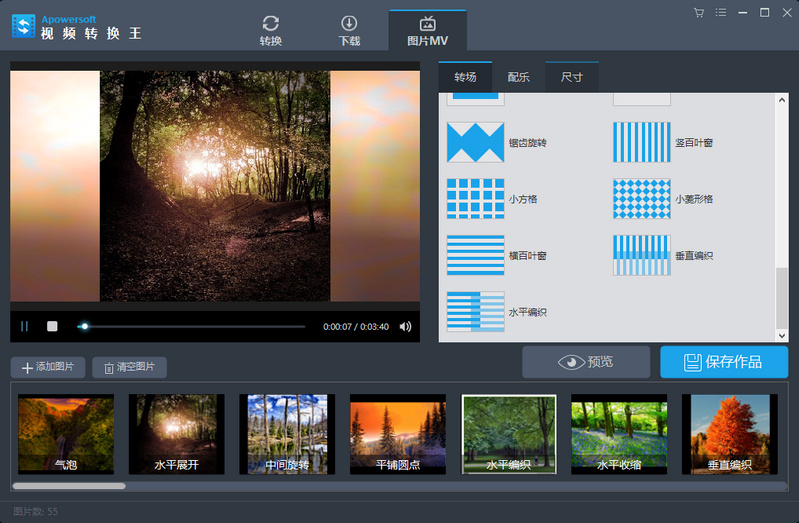 Apowersoft
视频转换王
转换
下载
图片MV
转场
配乐
尺寸
锯齿旋转
竖百叶窗
小方格
小菱形格
横百叶窗
垂直编织
水平编织
0:00:07 / 0:03:40
添加图片
清空图片
预览
保存作品
气泡
水平展开
中间旋转
平铺圆点
水平编织
水平收缩
垂直编织
图片数: 55